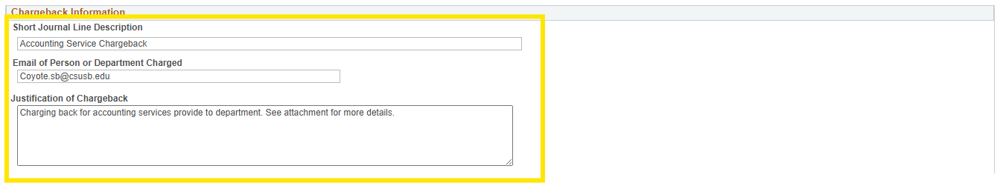 Chargeback Information
Short Journal Line Description
Accounting Service Chargeback
Email of Person or Department Charged
Coyote.sb@csusb.edu
Justification of Chargeback
Charging back for accounting services provide to department. See attachment for more details.